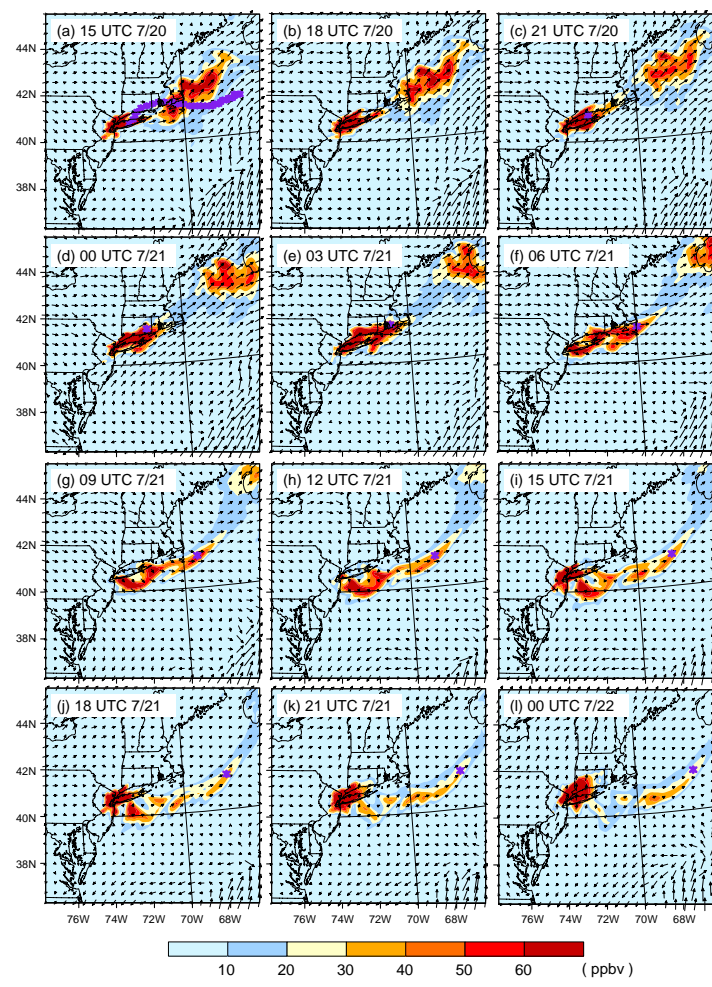 (a) 15 UTC 7/20
(b) 18 UTC 7/20
(c) 21 UTC 7/20
44N
42N
40N
38N
(d) 00 UTC 7/21
(e) 03 UTC 7/21
(f) 06 UTC 7/21
44N
42N
40N
38N
(g) 09 UTC 7/21
(h) 12 UTC 7/21
(i) 15 UTC 7/21
44N
42N
40N
38N
(j) 18 UTC 7/21
(k) 21 UTC 7/21
(l) 00 UTC 7/22
44N
42N
40N
38N
76W 74W 72W 70W 68W 76W 74W 72W 70W 68W 76W 74W 72W 70W 68W
10 20 30 40 50 60 ( ppbv )